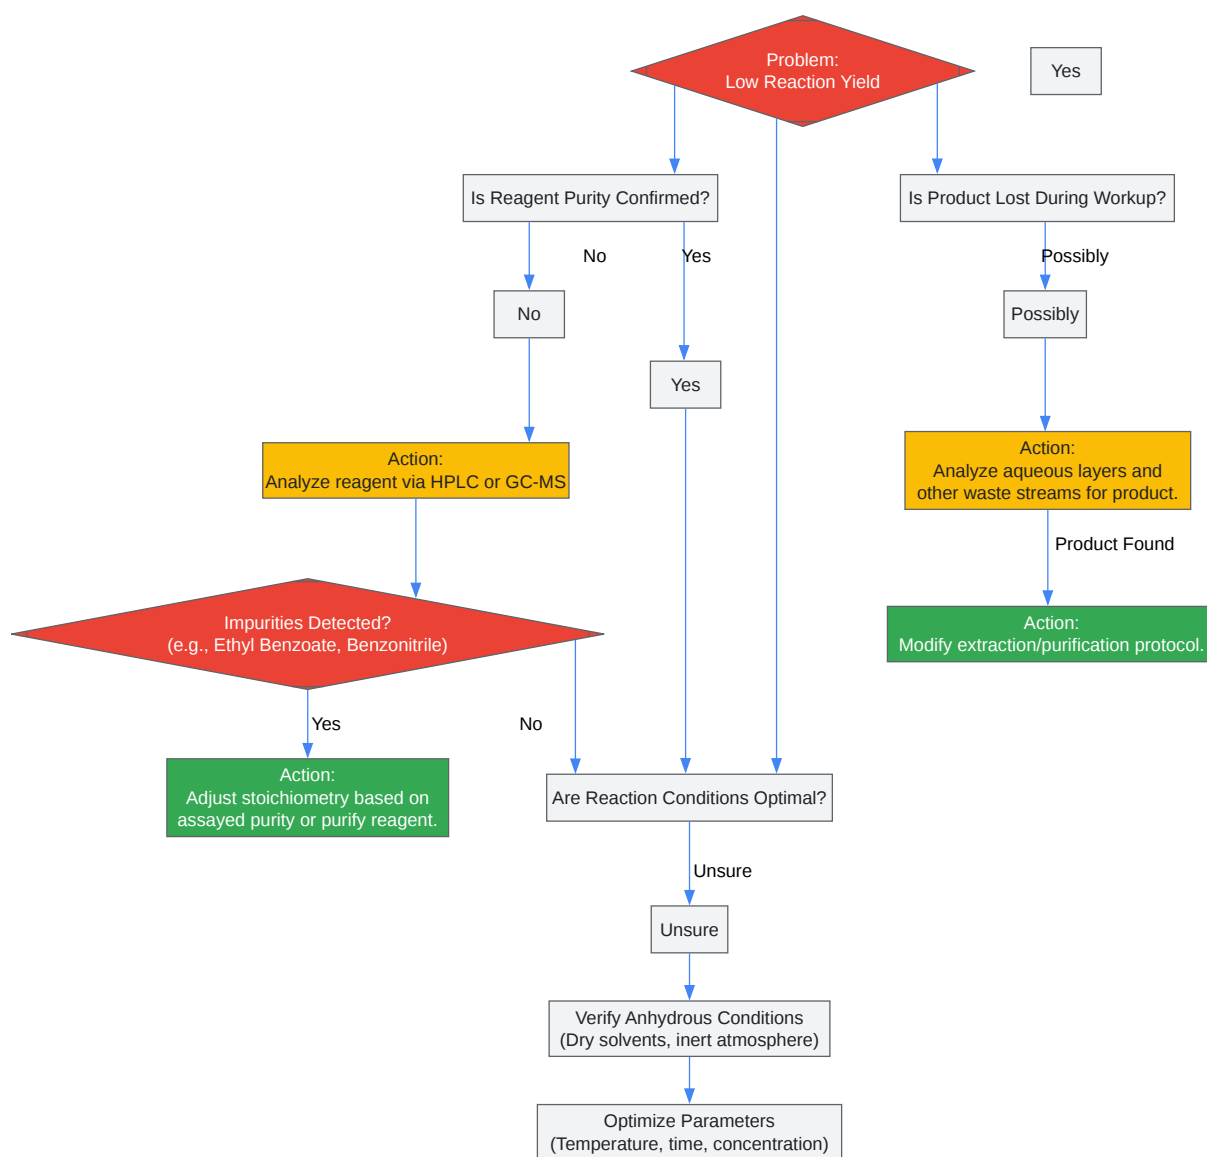 Problem:
Low Reaction Yield
Yes
Is Reagent Purity Confirmed?
Is Product Lost During Workup?
No
Yes
Possibly
No
Possibly
Yes
Action:
Analyze reagent via HPLC or GC-MS
Action:
Analyze aqueous layers and
other waste streams for product.
Product Found
Impurities Detected?
(e.g., Ethyl Benzoate, Benzonitrile)
Action:
Modify extraction/purification protocol.
Yes
No
Action:
Adjust stoichiometry based on
assayed purity or purify reagent.
Are Reaction Conditions Optimal?
Unsure
Unsure
Verify Anhydrous Conditions
(Dry solvents, inert atmosphere)
Optimize Parameters
(Temperature, time, concentration)